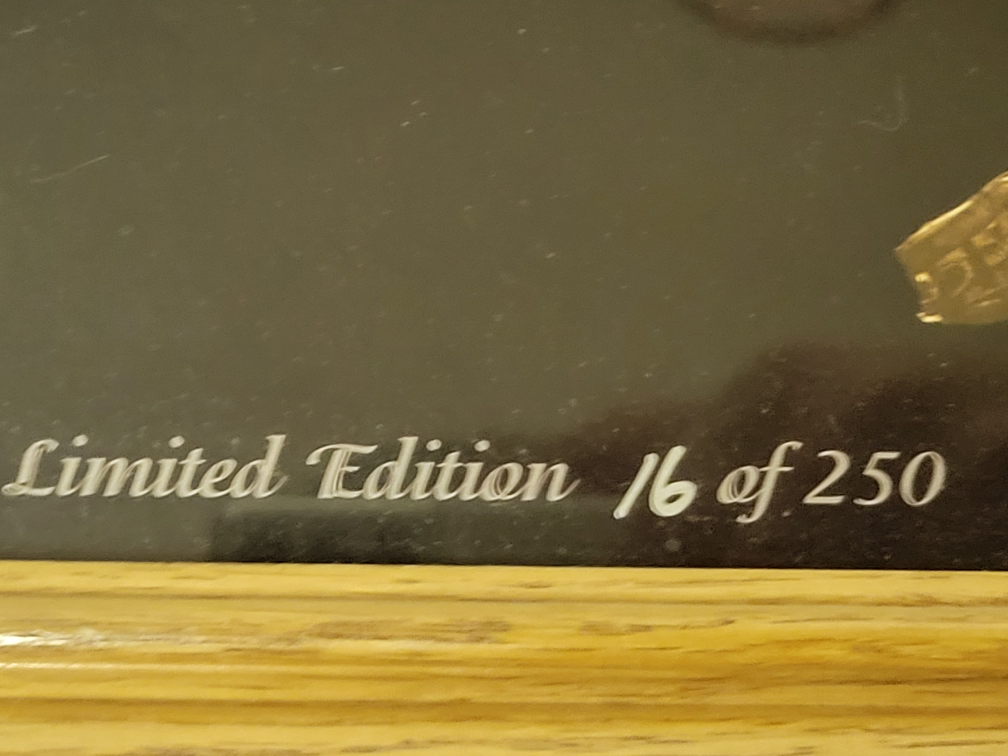 Limited Edition 16 of 250